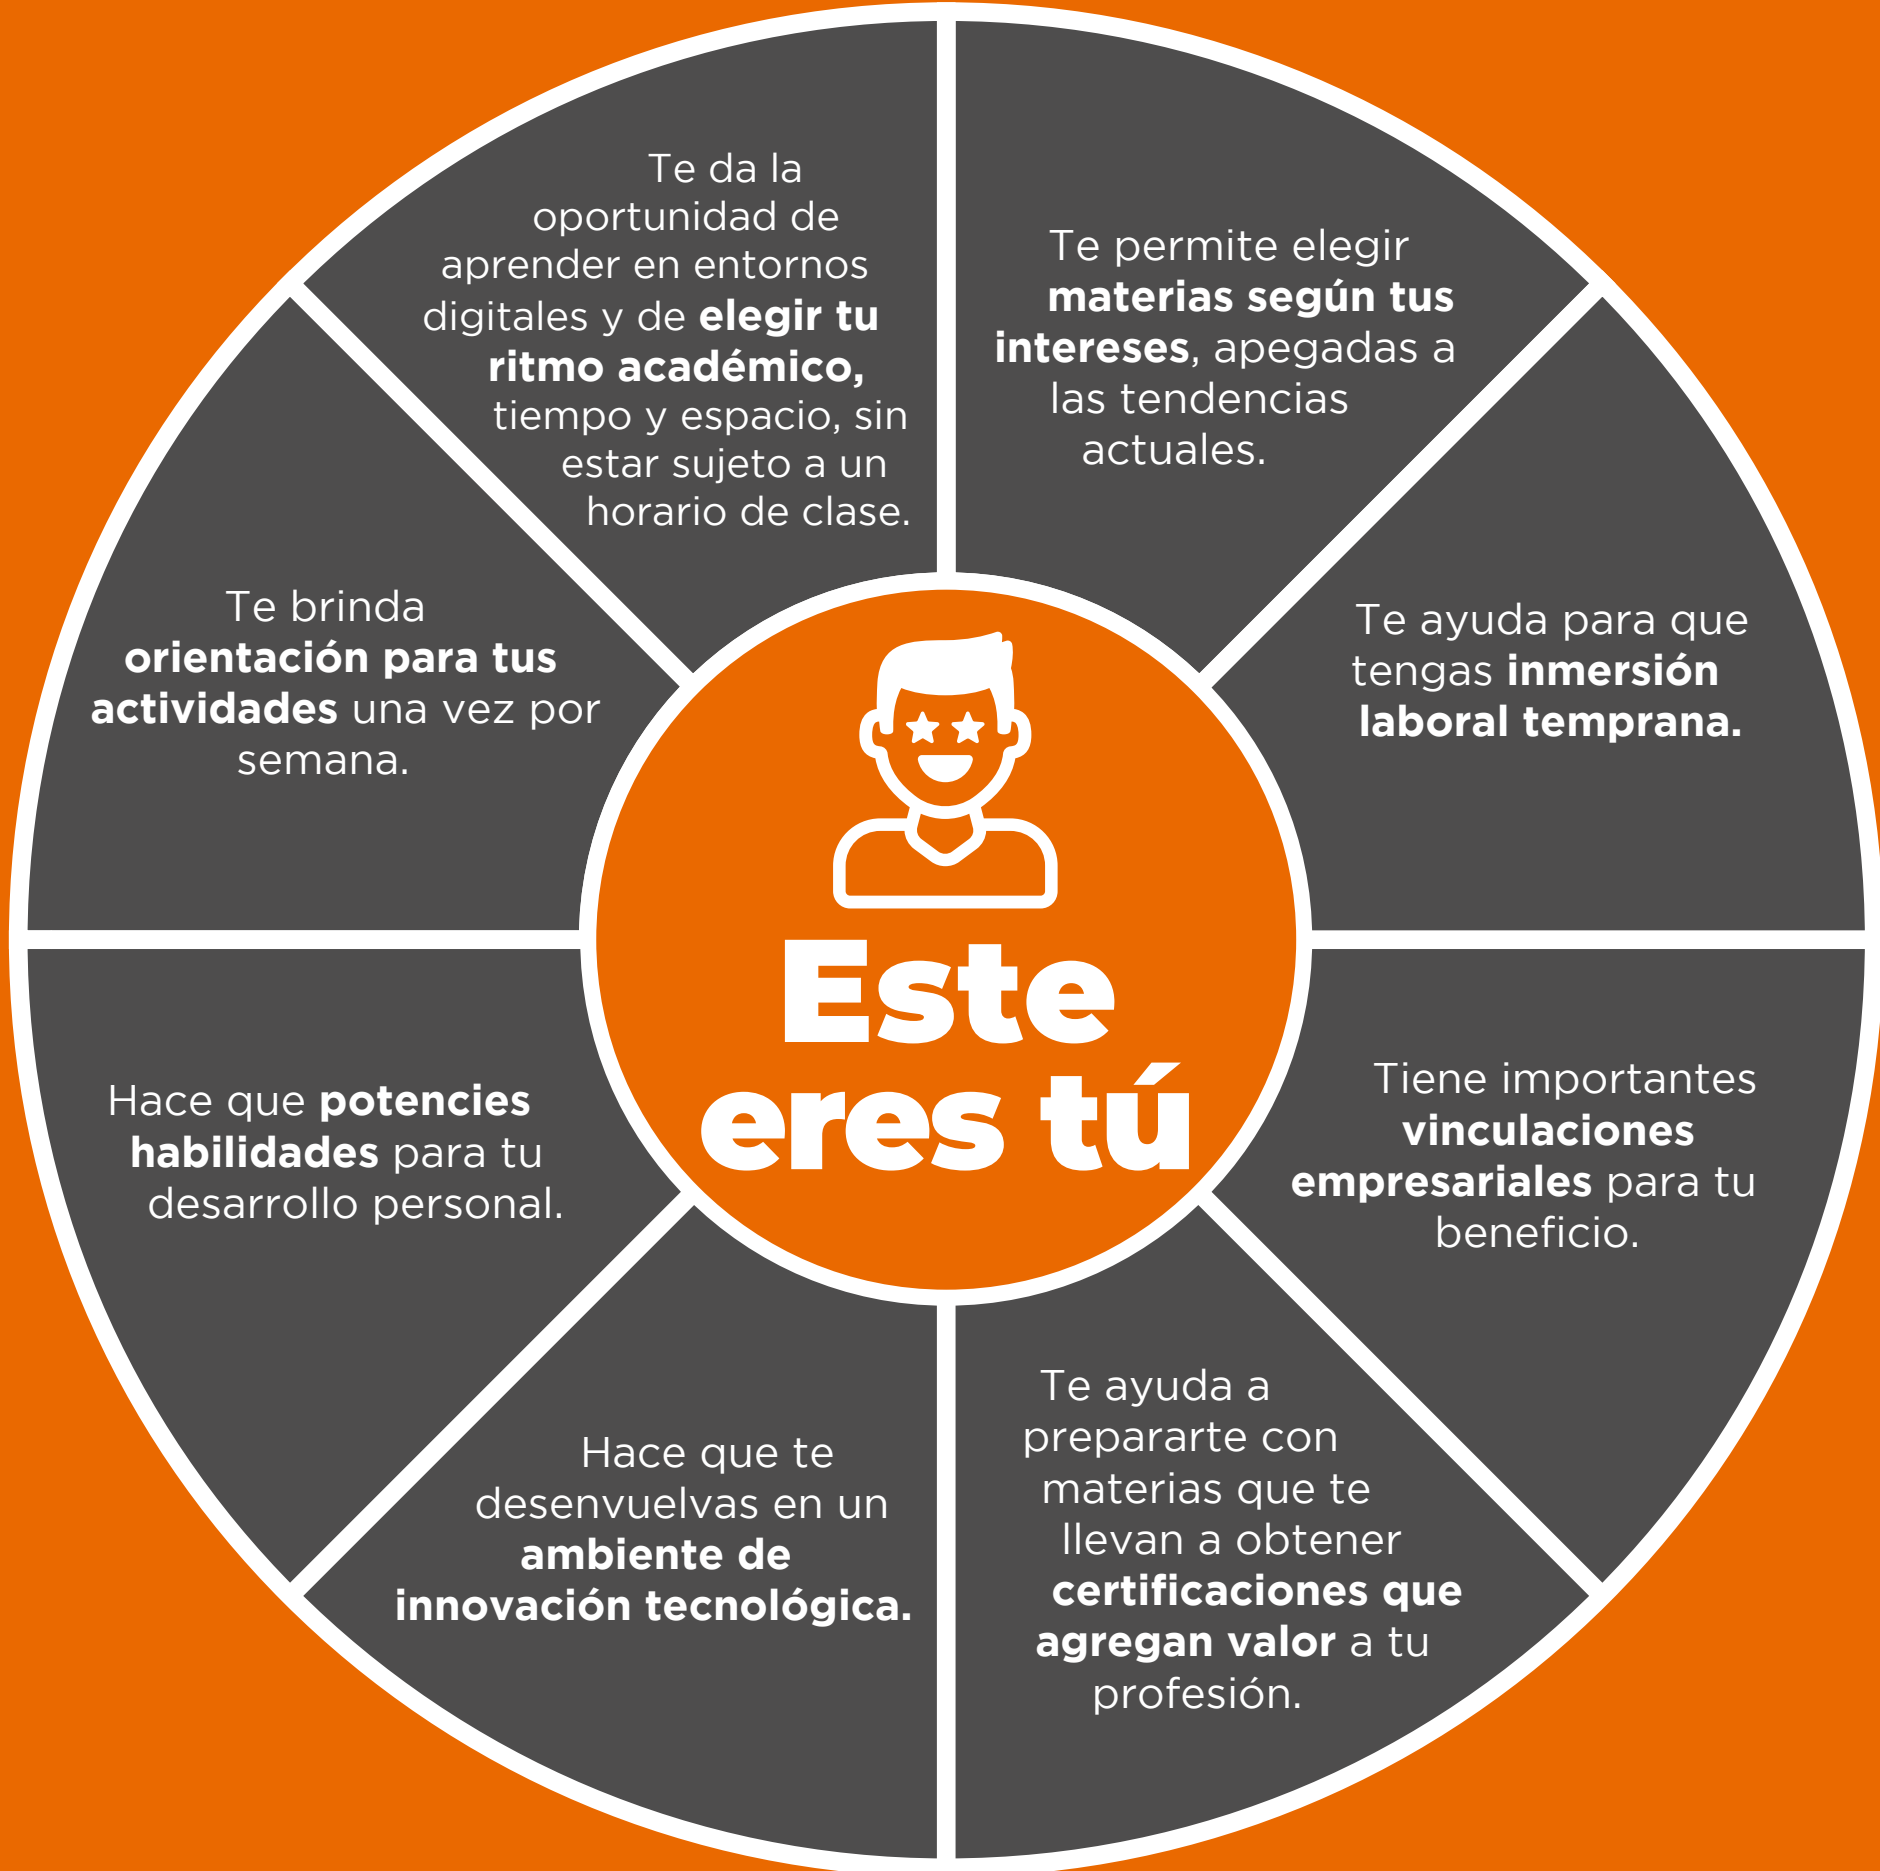 Te da la
oportunidad de
aprender en entornos
digitales y de elegir tu
ritmo académico,
tiempo y espacio, sin
estar sujeto a un
horario de clase.
Te permite elegir
materias según tus
intereses, apegadas a
las tendencias
actuales.
Te brinda
orientación para tus
actividades una vez por
semana.
Te ayuda para que
tengas inmersión
laboral temprana.
Este
eres tú
Hace que potencies
habilidades para tu
desarrollo personal.
Tiene importantes
vinculaciones
empresariales para tu
beneficio.
Hace que te
desenvuelvas en un
ambiente de
innovación tecnológica.
Te ayuda a
prepararte con
materias que te
llevan a obtener
certificaciones que
agregan valor a tu
profesión.